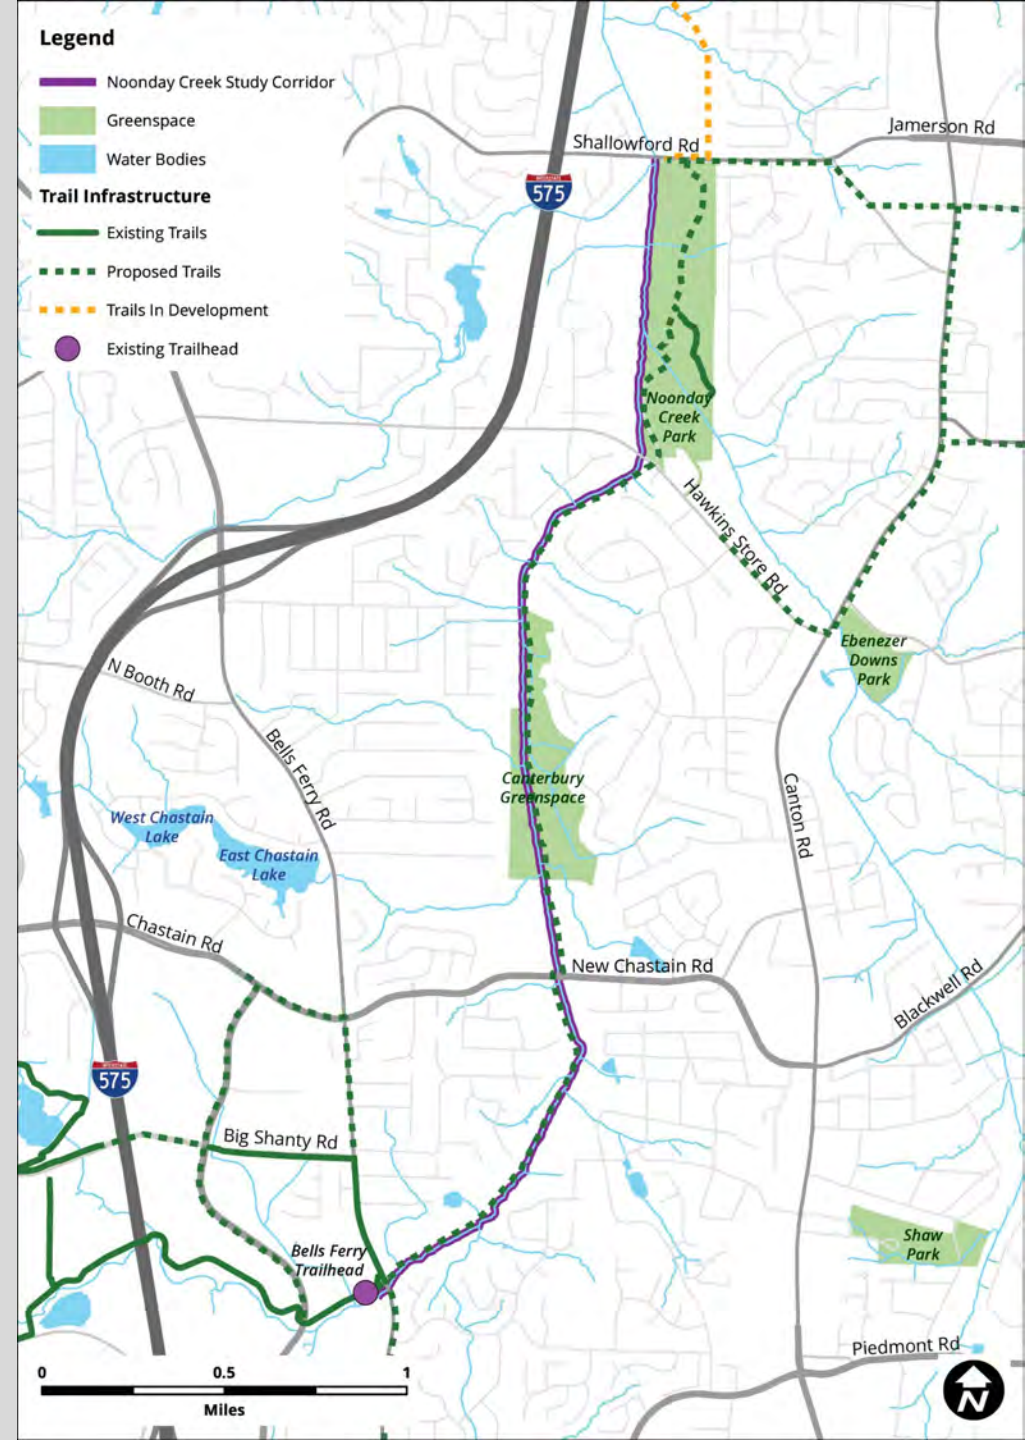 Legend
Noonday Creek Study Corridor
Greenspace
Water Bodies
Trail Infrastructure
Existing Trails
Proposed Trails
Trails In Development
Existing Trailhead
Jamerson Rd
Shallowford Rd
575
Noonday
Creek
Park
Hawkins Store Rd
Ebenezer
Downs
Park
N Booth Rd
Bells Ferry Rd
Canterbury
Greenspace
Canton Rd
West Chastain
Lake
East Chastain
Lake
Chastain Rd
New Chastain Rd
Blackwell Rd
575
Big Shanty Rd
Bells Ferry
Trailhead
Shaw
Park
Piedmont Rd
0 0.5 1
Miles
N